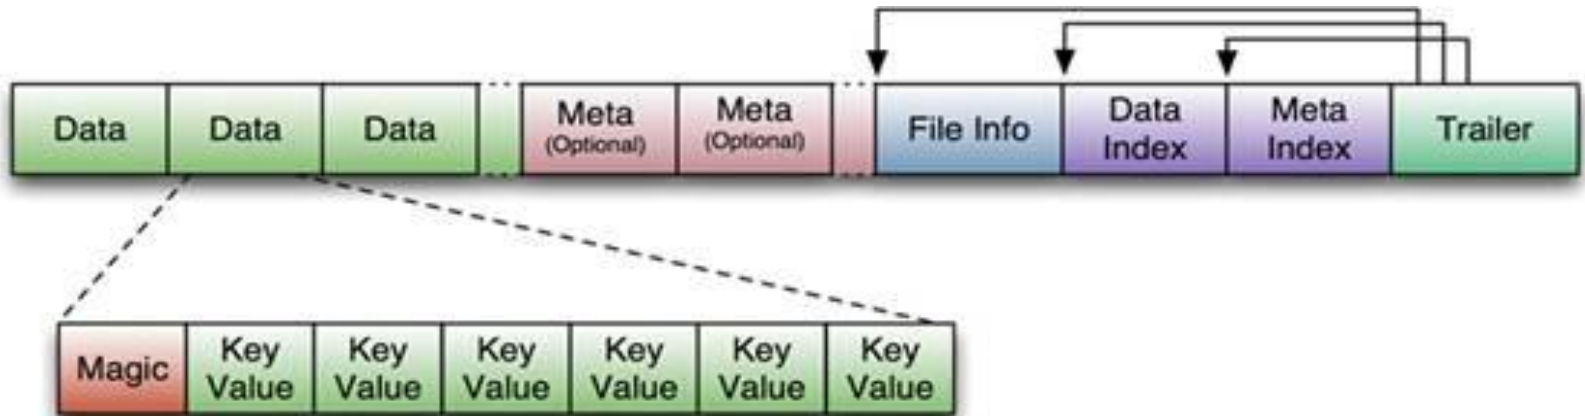 Data
Data
Data
Meta
(Optional)
Meta
(Optional)
File Info
Data
Index
Meta
Index
Trailer
Magic
Key
Value
Key
Value
Key
Value
Key
Value
Key
Value
Key
Value